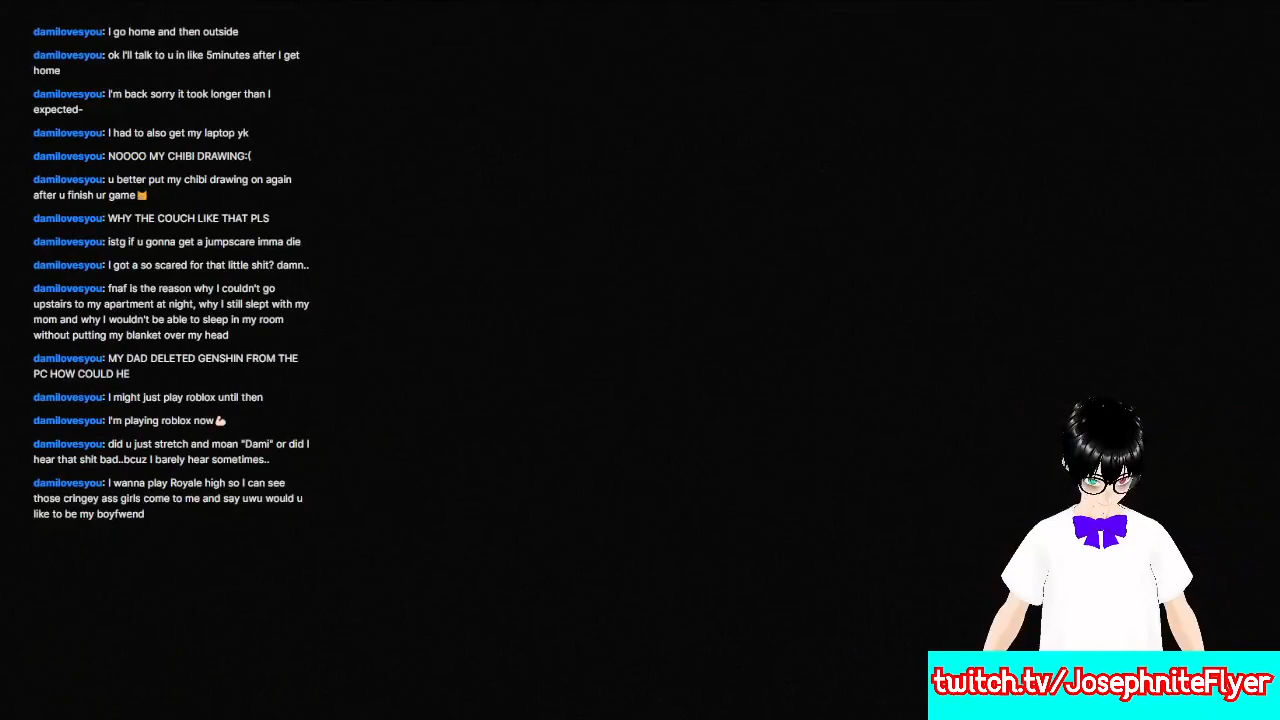 damilovesyou: I go home and then outside
damilovesyou: ok I'll talk to u in like 5minutes after I get
home
damilovesyou: I'm back sorry it took longer than I
expected-
damilovesyou: I had to also get my laptop yk
damilovesyou: NOOOO MY CHIBI DRAWING:(
damilovesyou: u better put my chibi drawing on again
after u finish ur game
damilovesyou: WHY THE COUCH LIKE THAT PLS
damilovesyou: istg if u gonna get a jumpscare imma die
damilovesyou: I got a so scared for that little shit? damn..
damilovesyou: fnaf is the reason why I couldn't go
upstairs to my apartment at night, why I still slept with my
mom and why I wouldn't be able to sleep in my room
without putting my blanket over my head
damilovesyou: MY DAD DELETED GENSHIN FROM THE
PC HOW COULD HE
damilovesyou: I might just play roblox until then
damilovesyou: I'm playing roblox now💪🏻
damilovesyou: did u just stretch and moan "Dami" or did I
hear that shit bad..bcuz I barely hear sometimes..
damilovesyou: I wanna play Royale high so I can see
those cringey ass girls come to me and say uwu would u
like to be my boyfwend
twitch.tv/JosephniteFlyer